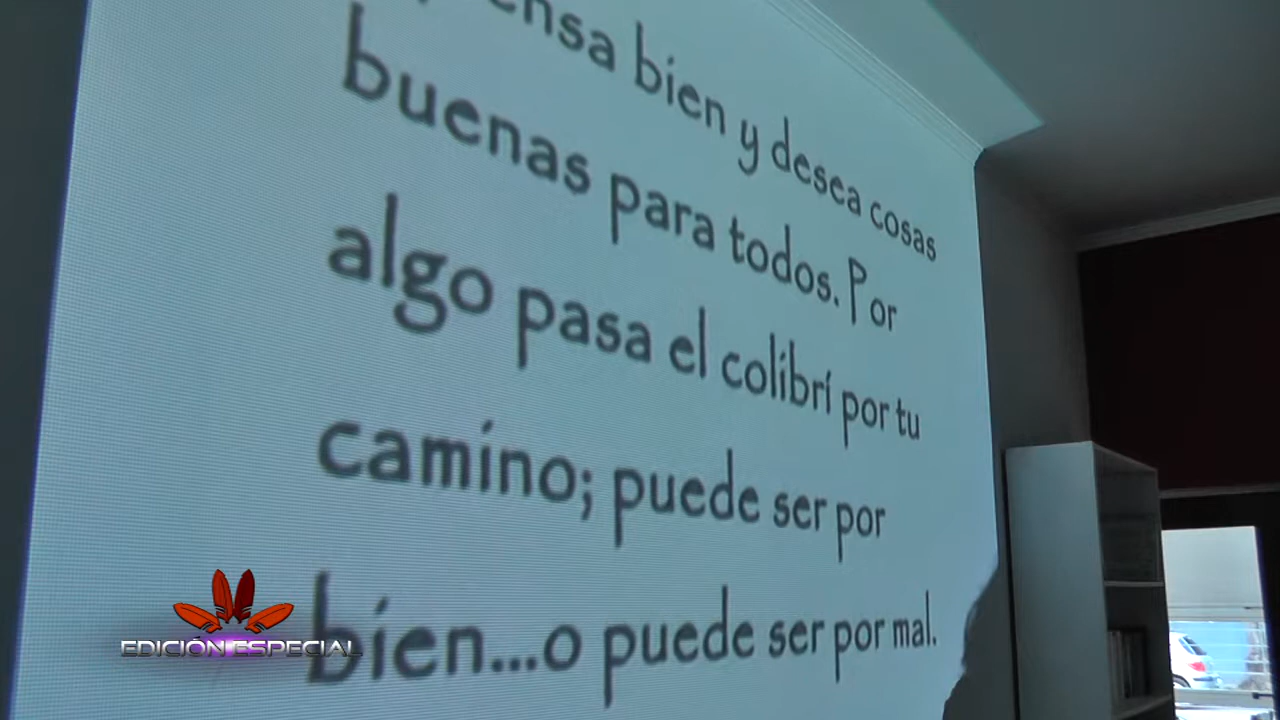 bien y desea cosas
buenas para todos. Por
algo pasa el colibrí por tu
camino; puede ser por
bien...o puede ser por mal.
EDICIÓN ESPECIAL